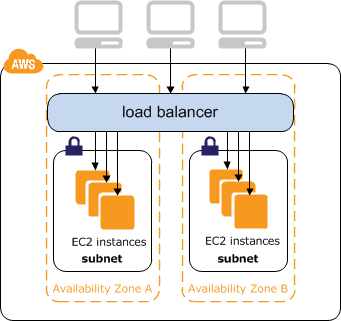 AWS
load balancer
EC2 instances
subnet
EC2 instances
subnet
Availability Zone A
Availability Zone B